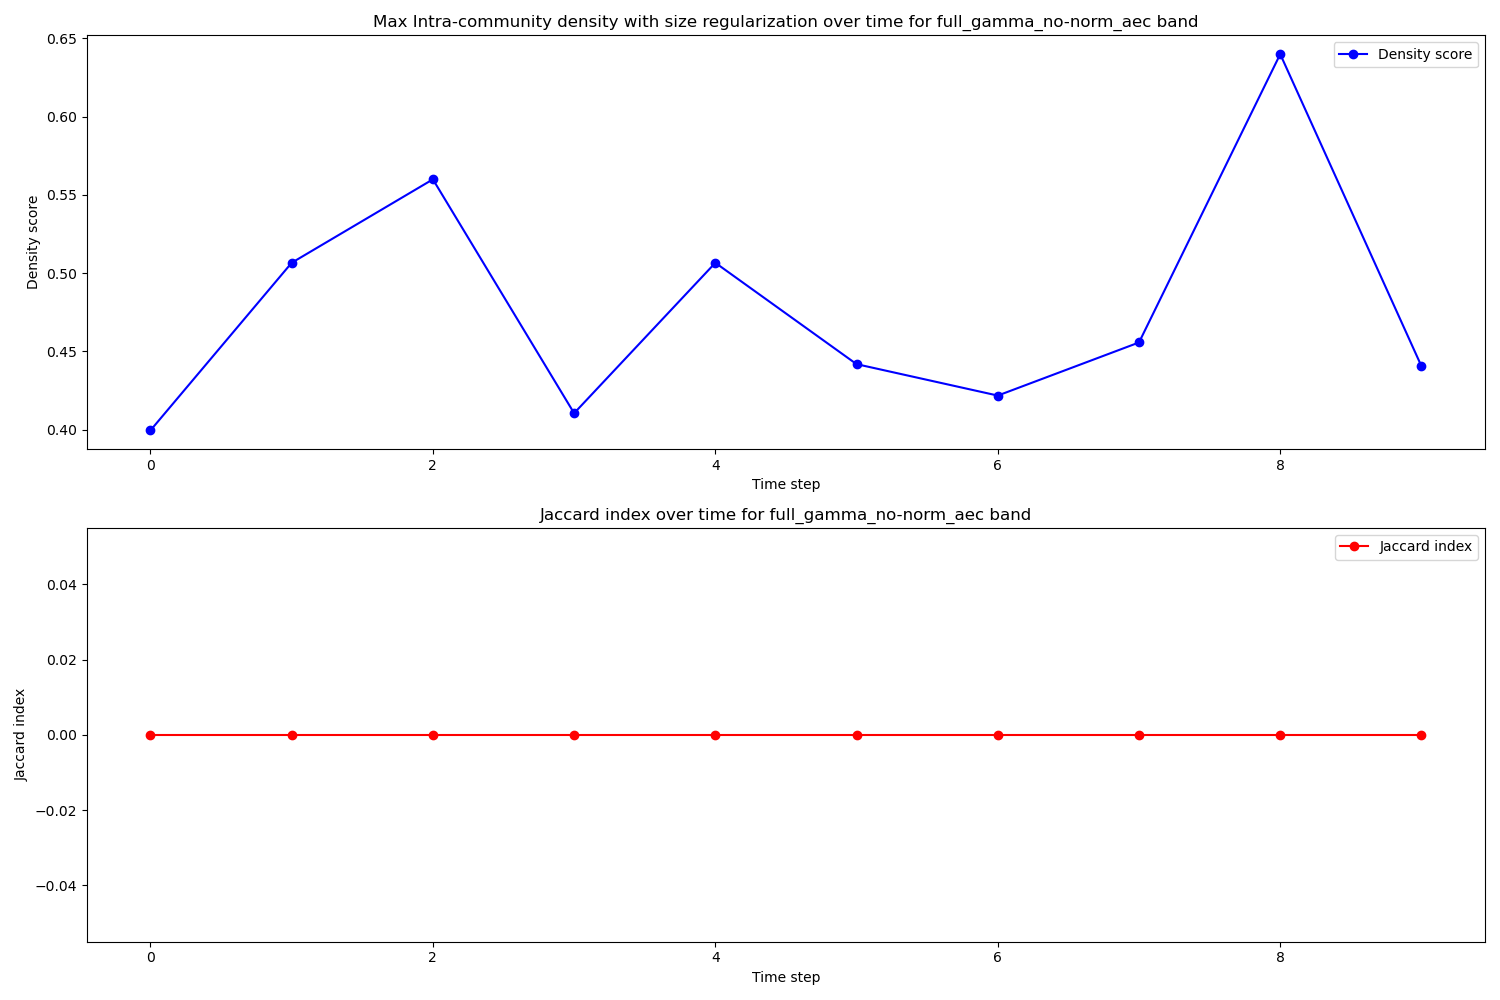 Max Intra-community density with size regularization over time for full_gamma_no-norm_aec band
0.65
0.60
0.55
0.50
0.45
0.40
Density score
Density score
0
2
4
6
8
Time step
Jaccard index over time for full_gamma_no-norm_aec band
0.04
0.02
0.00
−0.02
−0.04
Jaccard index
Jaccard index
0
2
4
6
8
Time step